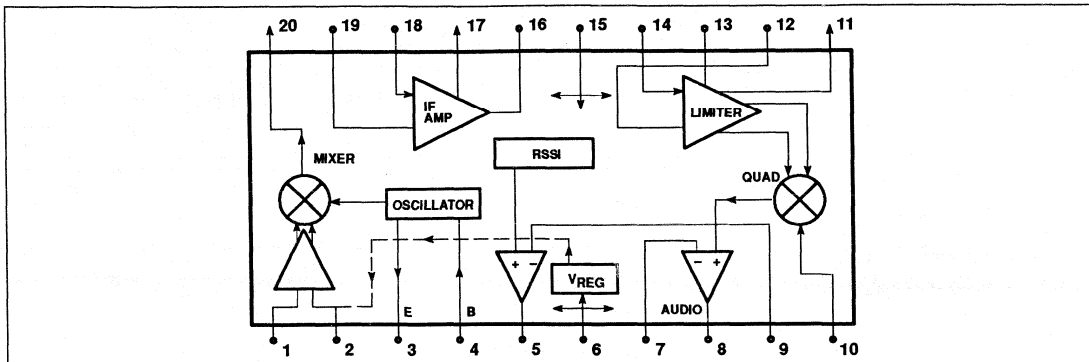 20 19 18 17 16 15 14 13 12 11
IF
AMP
LIMITER
RSSI
MIXER
QUAD
OSCILLATOR
+ − − +
VREG
E B AUDIO
1 2 3 4 5 6 7 8 9 10